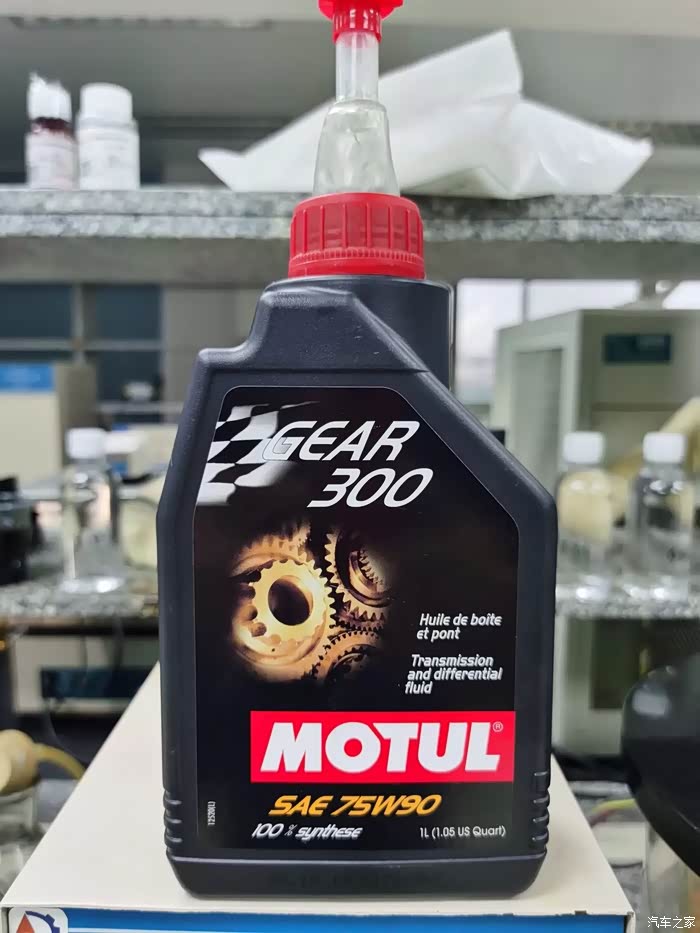 GEAR
300
Huile de boîte
et pont
Transmission
and differential
fluid
MOTUL®
SAE 75W90
100 % synthese
1L (1.05 US Quart)
汽车之家